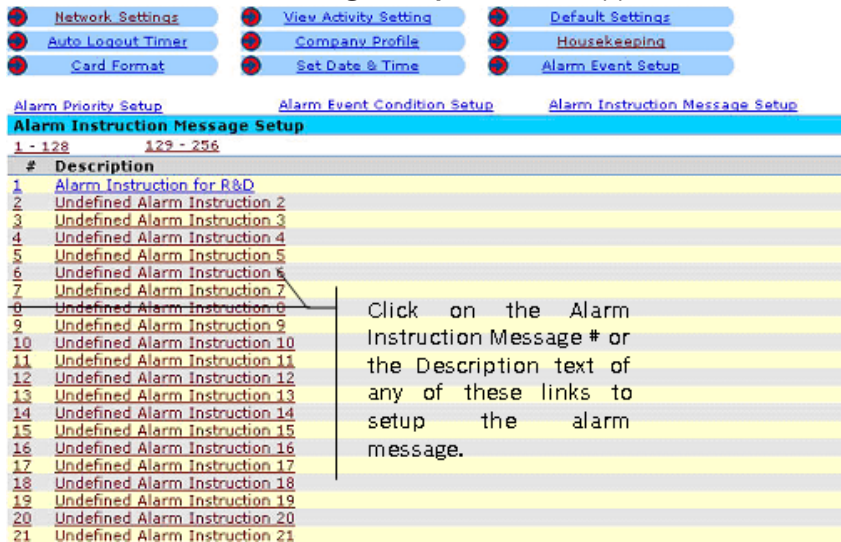 Network Settings View Activity Setting Default Settings
Auto Logout Timer Company Profile Housekeeping
Card Format Set Date & Time Alarm Event Setup
Alarm Priority Setup Alarm Event Condition Setup Alarm Instruction Message Setup
Alarm Instruction Message Setup
1 - 128 129 - 256
# Description
1 Alarm Instruction for R&D
2 Undefined Alarm Instruction 2
3 Undefined Alarm Instruction 3
4 Undefined Alarm Instruction 4
5 Undefined Alarm Instruction 5
6 Undefined Alarm Instruction 6
7 Undefined Alarm Instruction 7
8 Undefined Alarm Instruction 8
9 Undefined Alarm Instruction 9
10 Undefined Alarm Instruction 10
11 Undefined Alarm Instruction 11
12 Undefined Alarm Instruction 12
13 Undefined Alarm Instruction 13
14 Undefined Alarm Instruction 14
15 Undefined Alarm Instruction 15
16 Undefined Alarm Instruction 16
17 Undefined Alarm Instruction 17
18 Undefined Alarm Instruction 18
19 Undefined Alarm Instruction 19
20 Undefined Alarm Instruction 20
21 Undefined Alarm Instruction 21
Click on the Alarm
Instruction Message # or
the Description text of
any of these links to
setup the alarm
message.